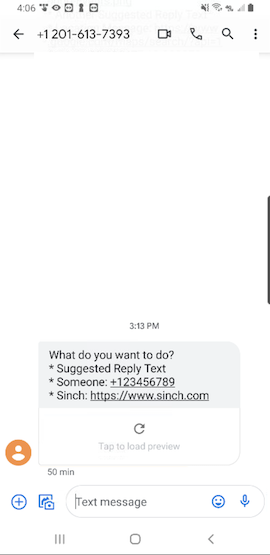 4:06
+1 201-613-7393
3:13 PM
What do you want to do?
* Suggested Reply Text
* Someone: +123456789
* Sinch: https://www.sinch.com
Tap to load preview
50 min
Text message